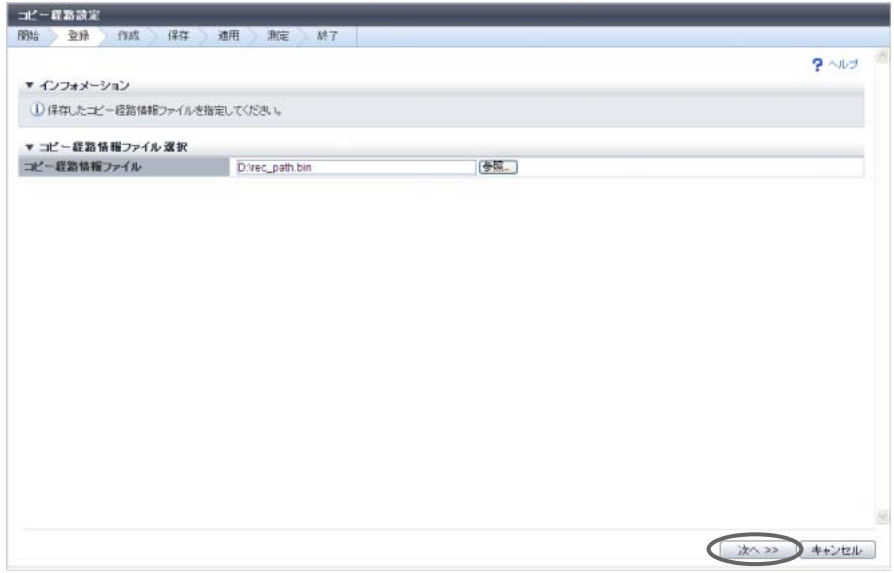 コピー経路設定
開始 登録 作成 保存 適用 測定 終了
? ヘルプ
▼ インフォメーション
保存したコピー経路情報ファイルを指定してください。
▼ コピー経路情報ファイル選択
コピー経路情報ファイル D:\rec_path.bin 参照...
次へ >> キャンセル